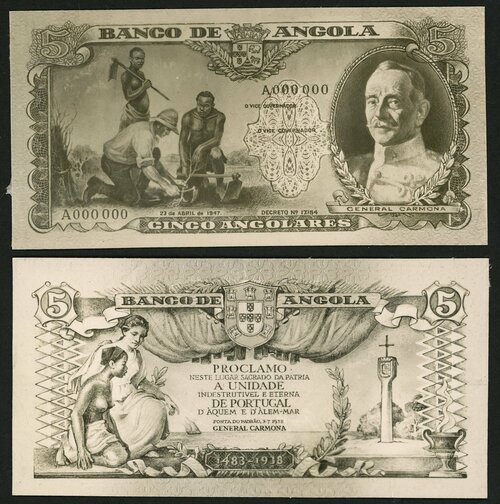 5 BANCO DE ANGOLA 5
A000000
O VICE GOVERNADOR
O VICE GOVERNADOR
A000000
23 de ABRIL de 1947. DECRETO Nº 17154
GENERAL CARMONA
CINCO ANGOLARES
5 BANCO DE ANGOLA 5
PROCLAMO
NESTE LUGAR SAGRADO DA PATRIA
A UNIDADE
INDESTRUTIVEL E ETERNA
DE PORTUGAL
D'AQUEM E D'ALEM-MAR
PONTA DO PADRÃO, 3-7 1938
GENERAL CARMONA
1483-1938